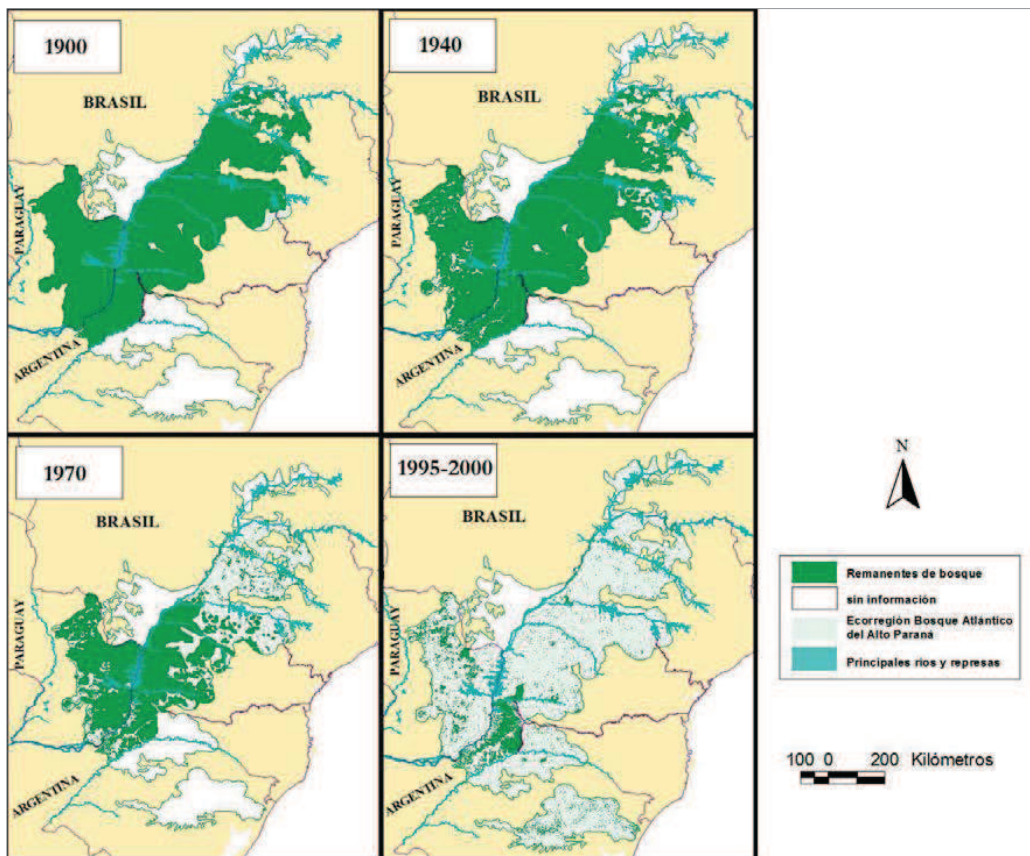 1900
BRASIL
PARAGUAY
ARGENTINA
1940
BRASIL
PARAGUAY
ARGENTINA
1970
BRASIL
PARAGUAY
ARGENTINA
1995-2000
BRASIL
PARAGUAY
ARGENTINA
N
Remanentes de bosque
sin información
Ecorregión Bosque Atlántico
del Alto Paraná
Principales ríos y represas
100 0 200 Kilómetros